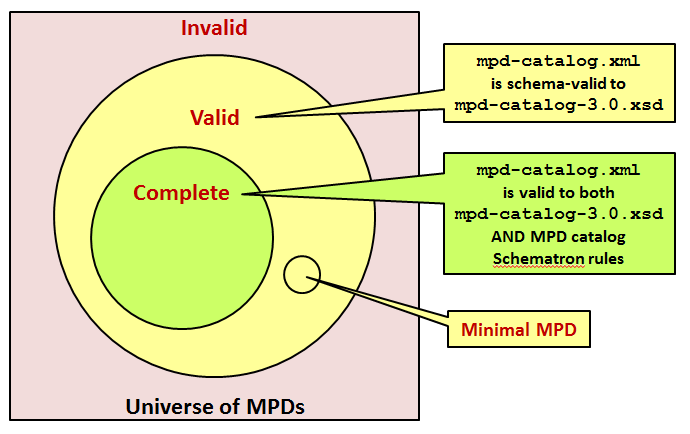 Invalid
Valid
Complete
Universe of MPDs
mpd-catalog.xml
is schema-valid to
mpd-catalog-3.0.xsd
mpd-catalog.xml
is valid to both
mpd-catalog-3.0.xsd
AND MPD catalog
Schematron rules
Minimal MPD